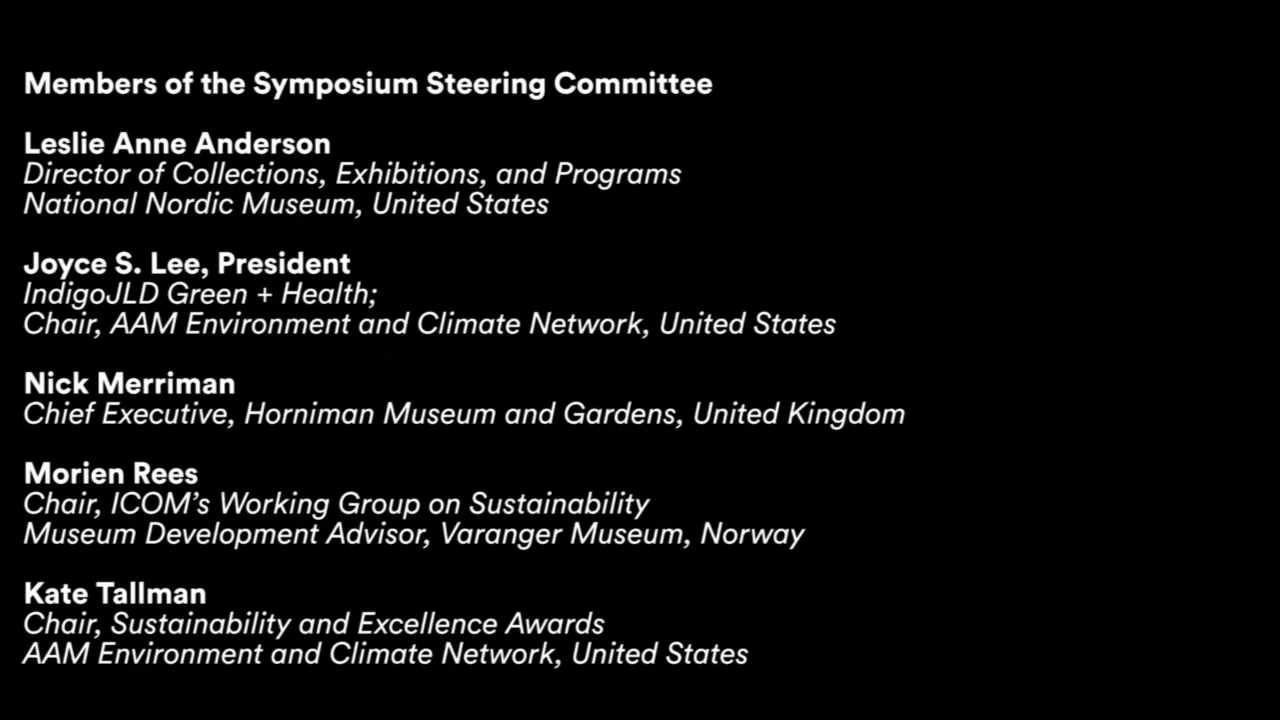 Members of the Symposium Steering Committee
Leslie Anne Anderson
Director of Collections, Exhibitions, and Programs
National Nordic Museum, United States
Joyce S. Lee, President
IndigoJLD Green + Health;
Chair, AAM Environment and Climate Network, United States
Nick Merriman
Chief Executive, Horniman Museum and Gardens, United Kingdom
Morien Rees
Chair, ICOM’s Working Group on Sustainability
Museum Development Advisor, Varanger Museum, Norway
Kate Tallman
Chair, Sustainability and Excellence Awards
AAM Environment and Climate Network, United States